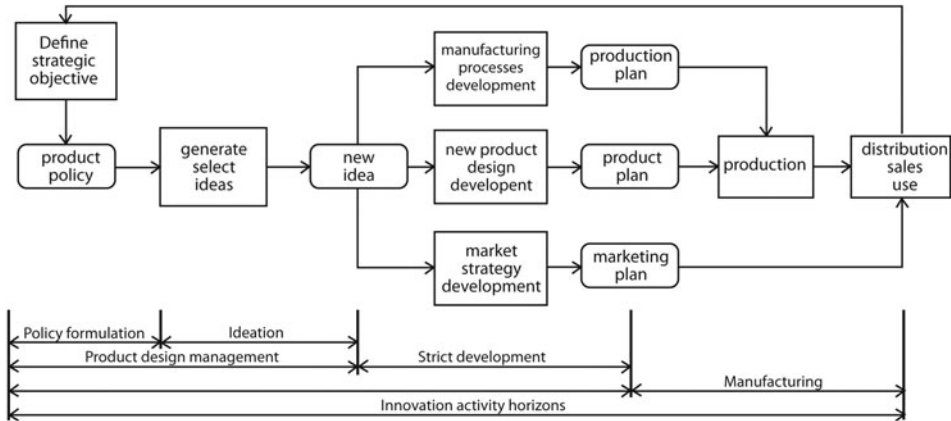 Define
strategic
objective
product
policy
generate
select
ideas
new
idea
manufacturing
processes
development
production
plan
new product
design
developent
product
plan
market
strategy
development
marketing
plan
production
distribution
sales
use
Policy formulation
Ideation
Product design management
Strict development
Manufacturing
Innovation activity horizons